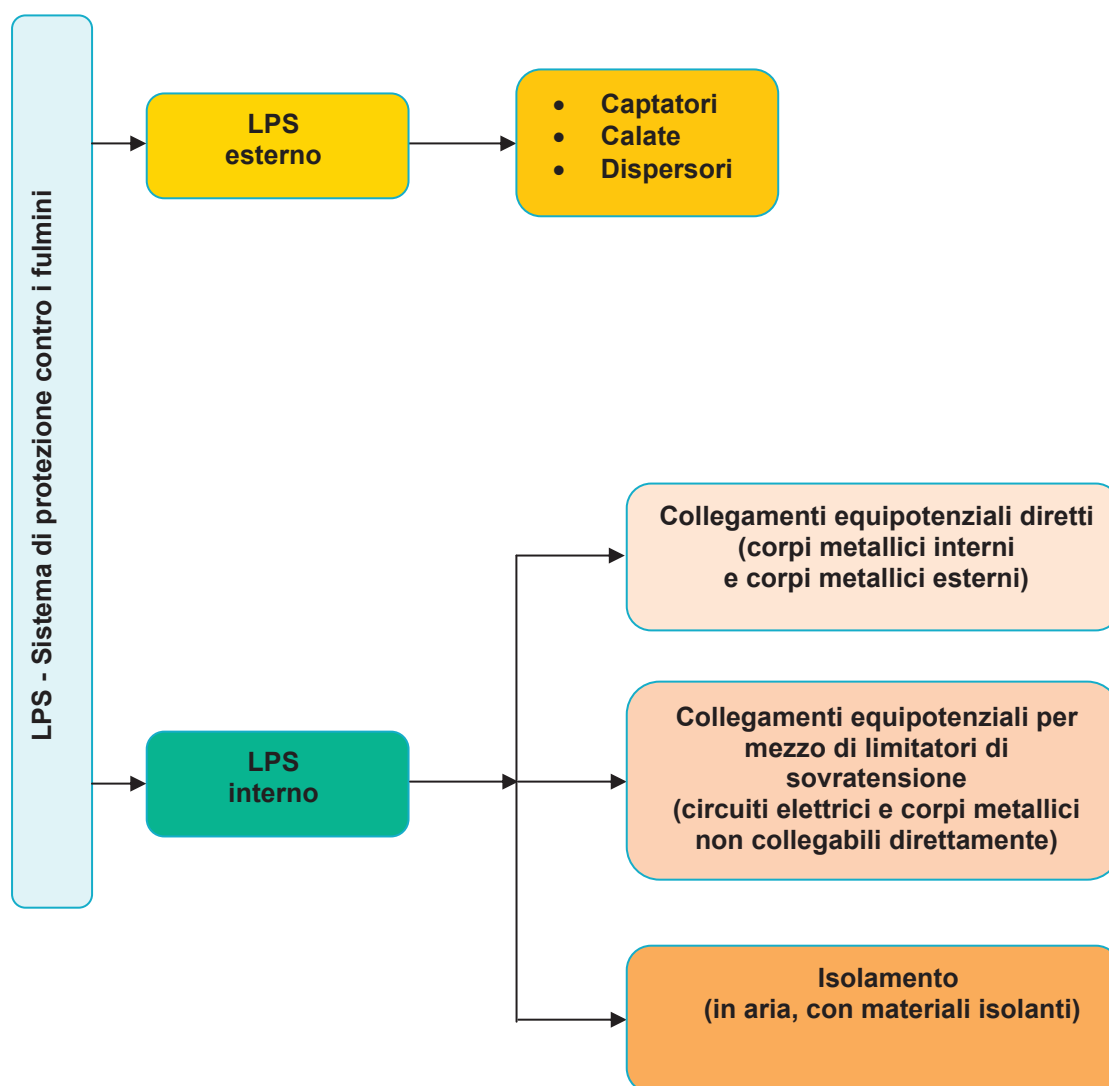 LPS - Sistema di protezione contro i fulmini
LPS
esterno
• Captatori
• Calate
• Dispersori
LPS
interno
Collegamenti equipotenziali diretti
(corpi metallici interni
e corpi metallici esterni)
Collegamenti equipotenziali per
mezzo di limitatori di
sovratensione
(circuiti elettrici e corpi metallici
non collegabili direttamente)
Isolamento
(in aria, con materiali isolanti)